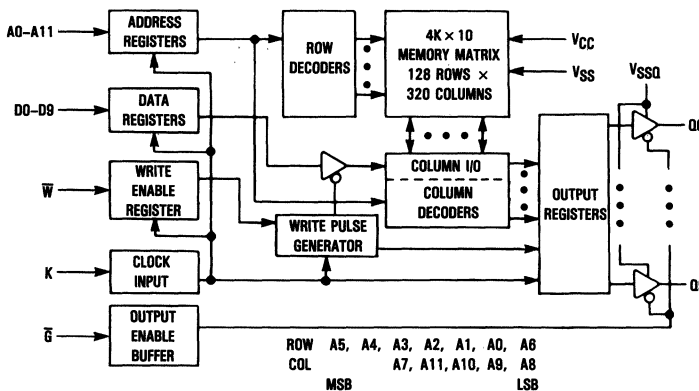 A0–A11
ADDRESS
REGISTERS
ROW
DECODERS
4K × 10
MEMORY MATRIX
128 ROWS ×
320 COLUMNS
VCC
VSS
VSSQ
D0–D9
DATA
REGISTERS
W
WRITE
ENABLE
REGISTER
COLUMN I/O
COLUMN
DECODERS
OUTPUT
REGISTERS
WRITE PULSE
GENERATOR
K
CLOCK
INPUT
G
OUTPUT
ENABLE
BUFFER
ROW A5, A4, A3, A2, A1, A0, A6
COL A7, A11, A10, A9, A8
MSB LSB